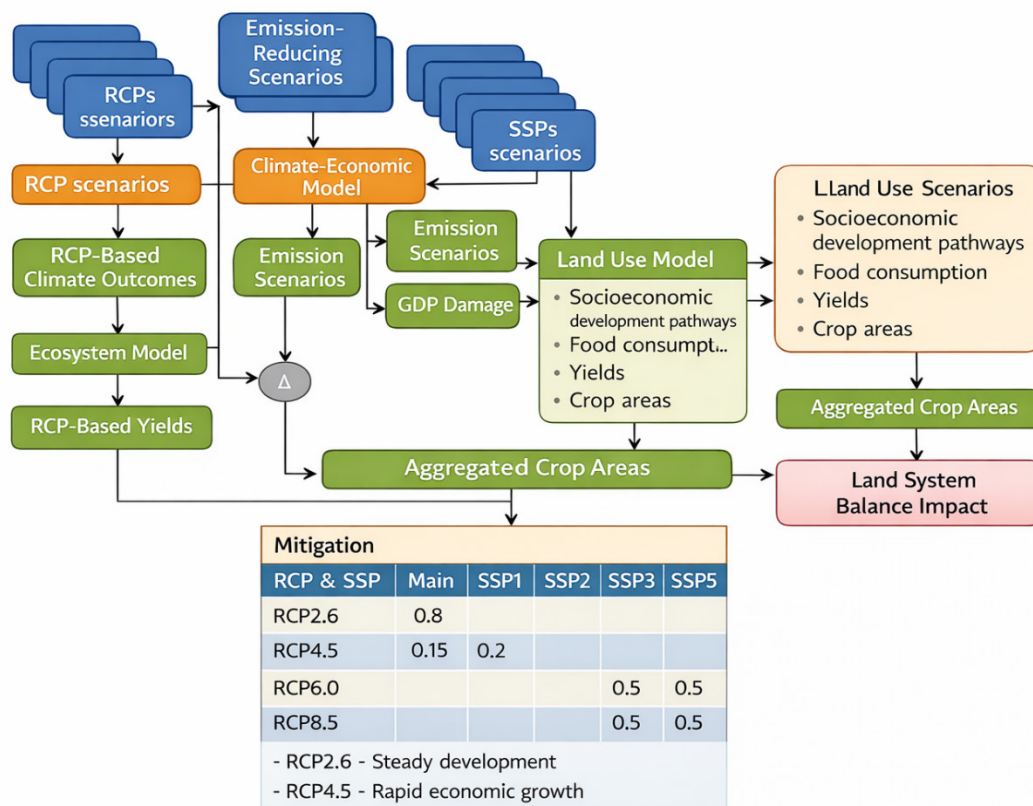 RCPs
ssenariors
Emission-
Reducing
Scenarios
SSPs
scenarios
RCP scenarios
Climate-Economic
Model
RCP-Based
Climate Outcomes
Emission
Scenarios
Emission
Scenarios
GDP Damage
Ecosystem Model
RCP-Based Yields
Δ
Land Use Model
• Socioeconomic
development pathways
• Food consumpt...
• Yields
• Crop areas
LLand Use Scenarios
• Socioeconomic
development pathways
• Food consumption
• Yields
• Crop areas
Aggregated Crop Areas
Aggregated Crop Areas
Land System
Balance Impact
Mitigation
RCP & SSP Main SSP1 SSP2 SSP3 SSP5
RCP2.6 0.8
RCP4.5 0.15 0.2
RCP6.0 0.5 0.5
RCP8.5 0.5 0.5
- RCP2.6 - Steady development
- RCP4.5 - Rapid economic growth